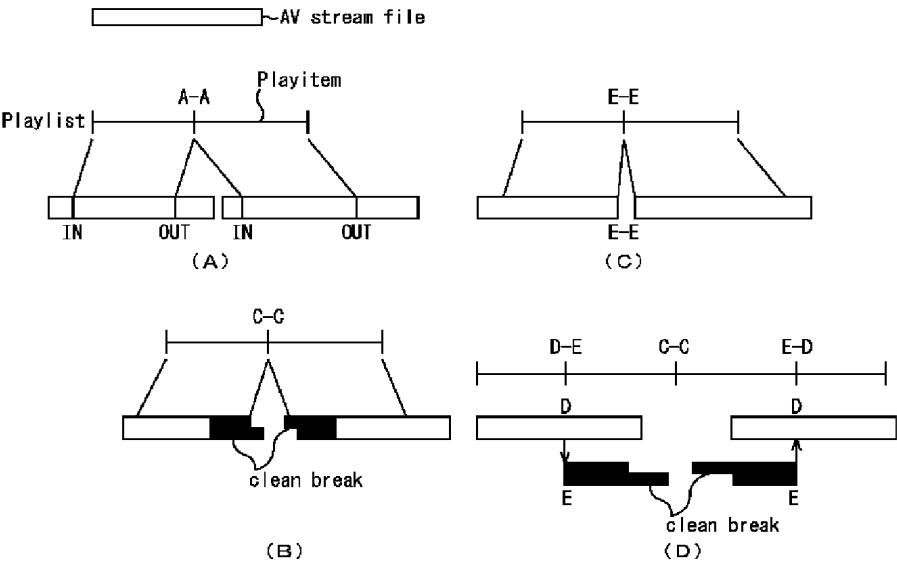 AV stream file
Playitem
A-A
Playlist
IN
OUT
IN
OUT
(A)
E-E
E-E
(C)
C-C
clean break
(B)
D-E
C-C
E-D
D
D
E
E
clean break
(D)